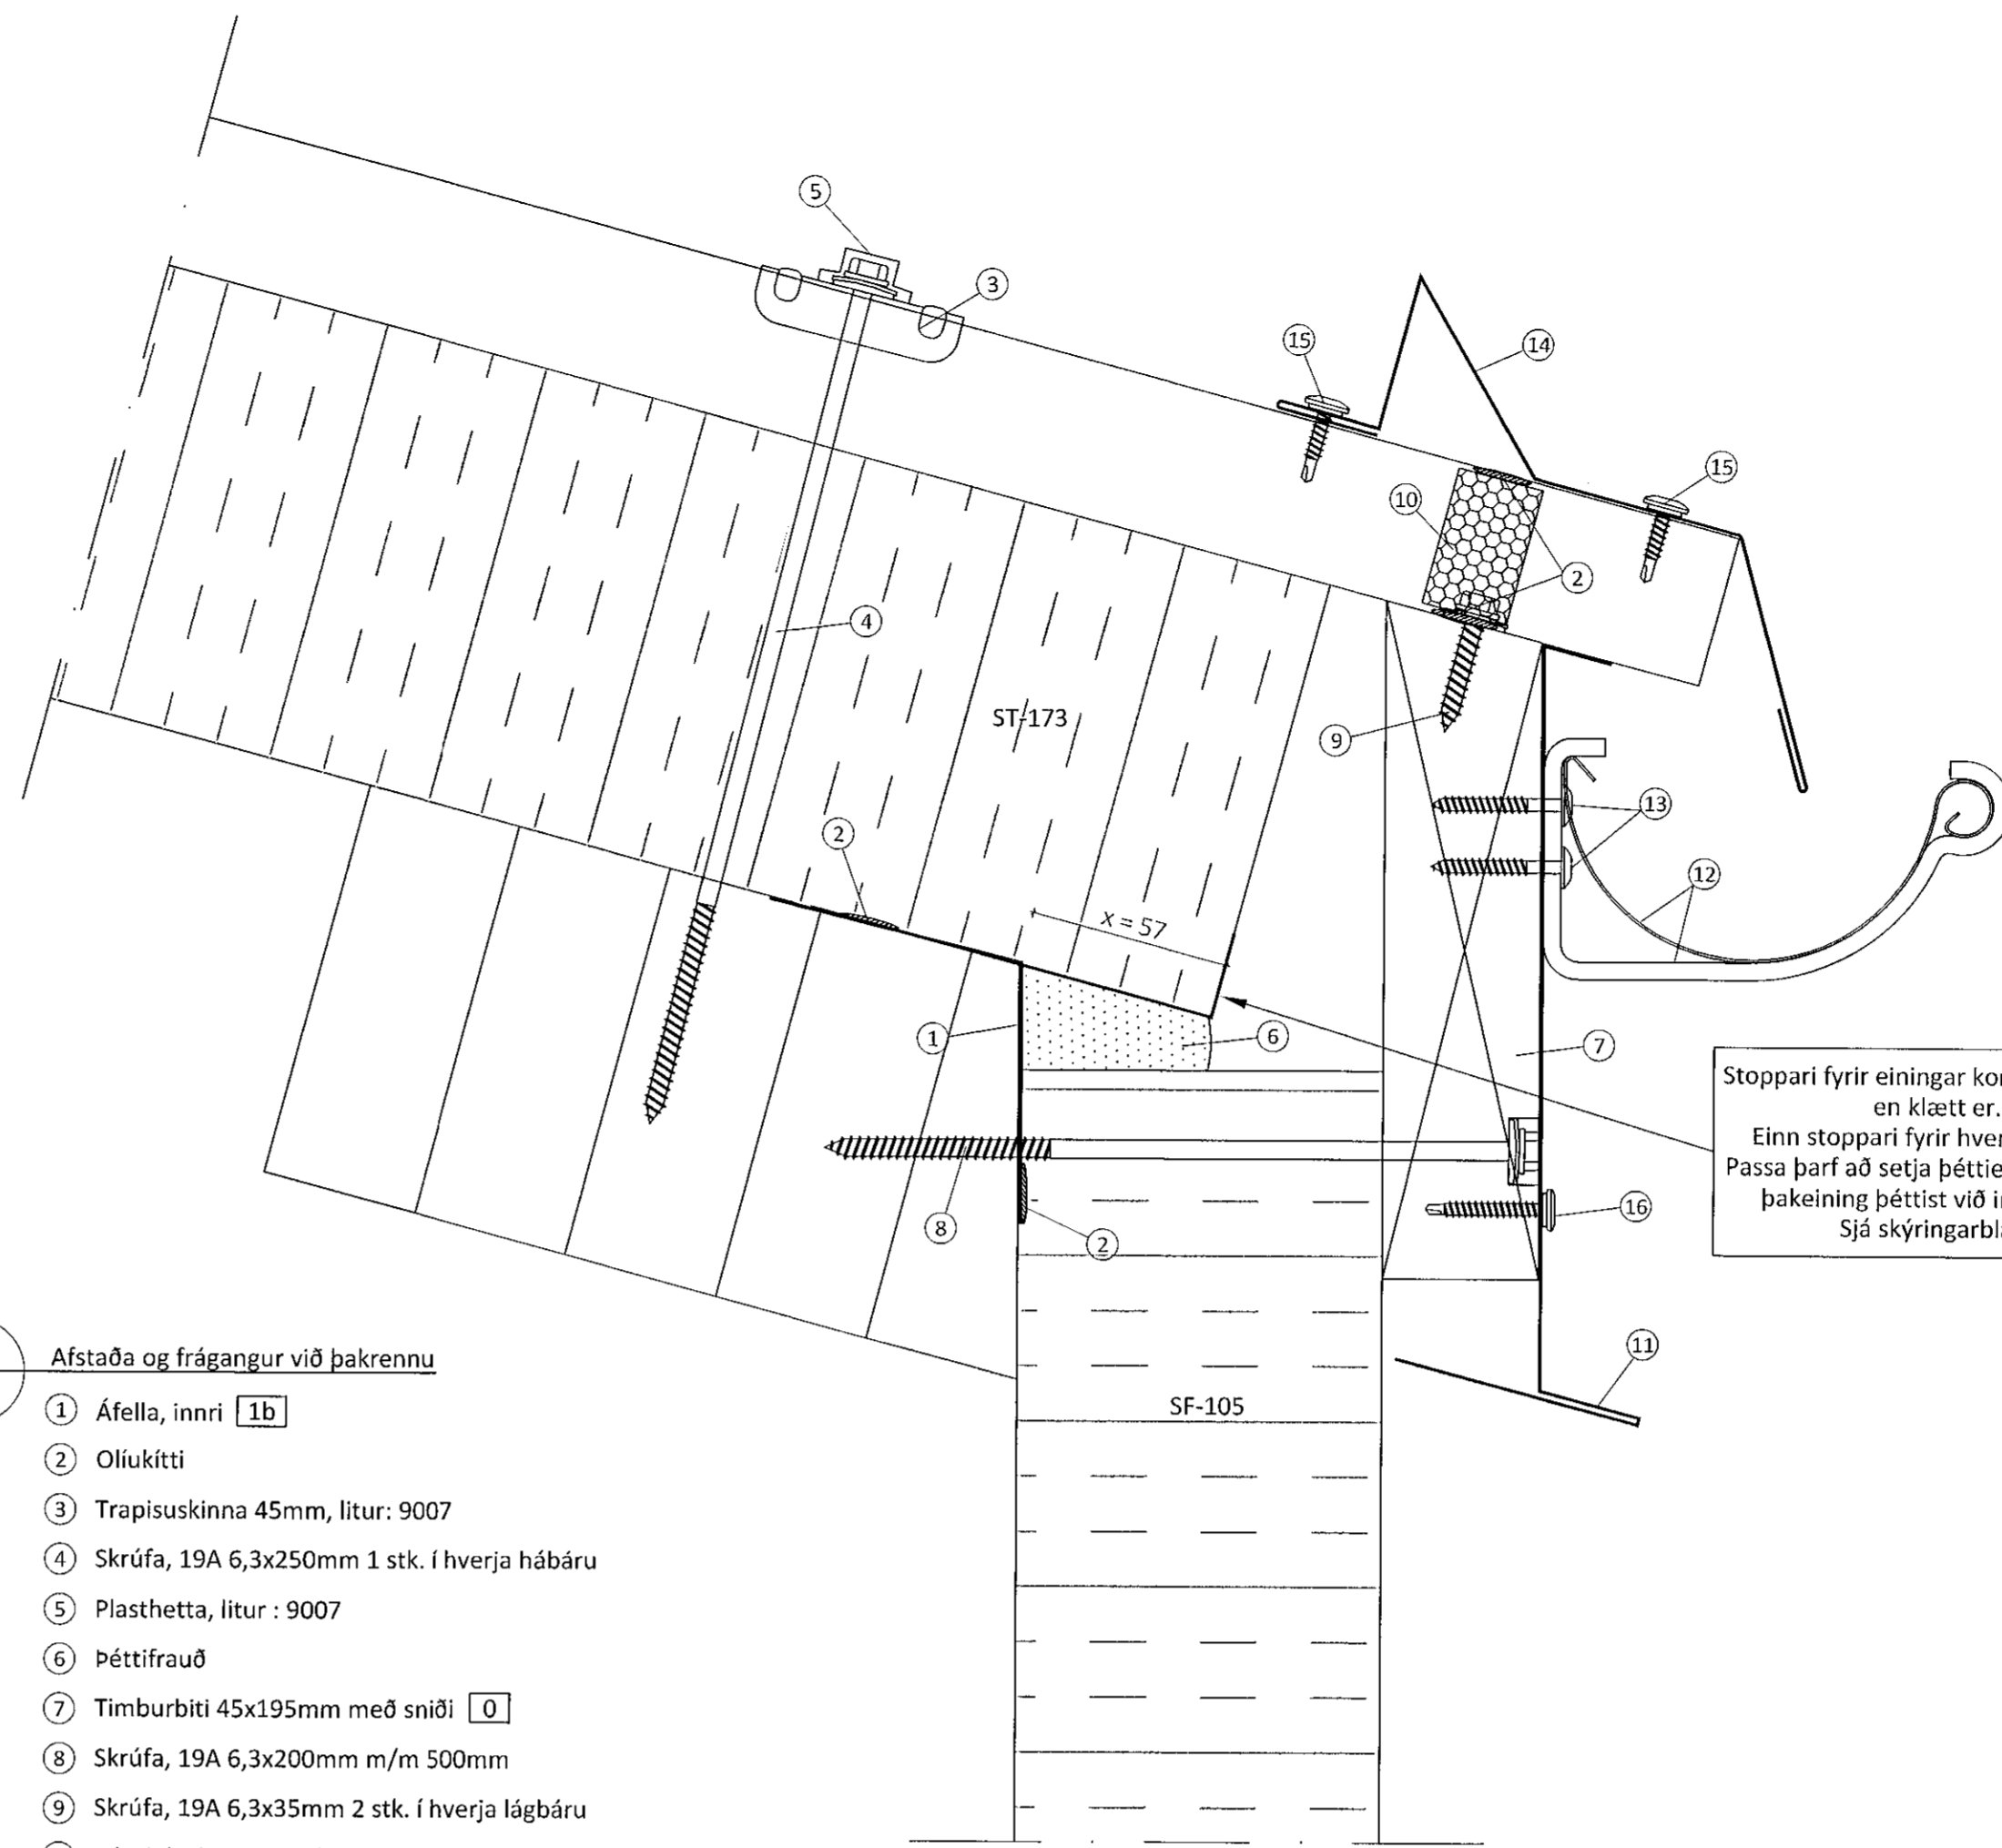 5
3
15
14
15
10
2
4
ST-173
9
13
2
12
x = 57
1
6
7
Stoppari fyrir einingar
en klætt er.
Einn stoppari fyrir
Passa þarf að setja
þakeining þéttist við
Sjá
8
2
16
11
SF-105
Afstaða og frágangur við þakrennu
1 Áfella, innri 1b
2 Olíukítti
3 Trapisuskinna 45mm, litur: 9007
4 Skrúfa, 19A 6,3x250mm 1 stk. í hverja hábáru
5 Plasthetta, litur : 9007
6 Þéttifrauð
7 Timburbiti 45x195mm með sniði 0
8 Skrúfa, 19A 6,3x200mm m/m 500mm
9 Skrúfa, 19A 6,3x35mm 2 stk. í hverja lágbáru